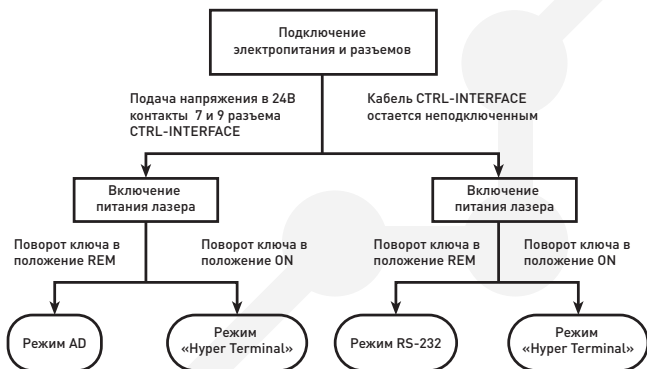 Подключение
электропитания и разъемов
Подача напряжения в 24В
контакты 7 и 9 разъема
CTRL-INTERFACE
Кабель CTRL-INTERFACE
остается неподключенным
Включение
питания лазера
Включение
питания лазера
Поворот ключа в
положение REM
Поворот ключа в
положение ON
Поворот ключа в
положение REM
Поворот ключа в
положение ON
Режим AD
Режим
«Hyper Terminal»
Режим RS-232
Режим
«Hyper Terminal»